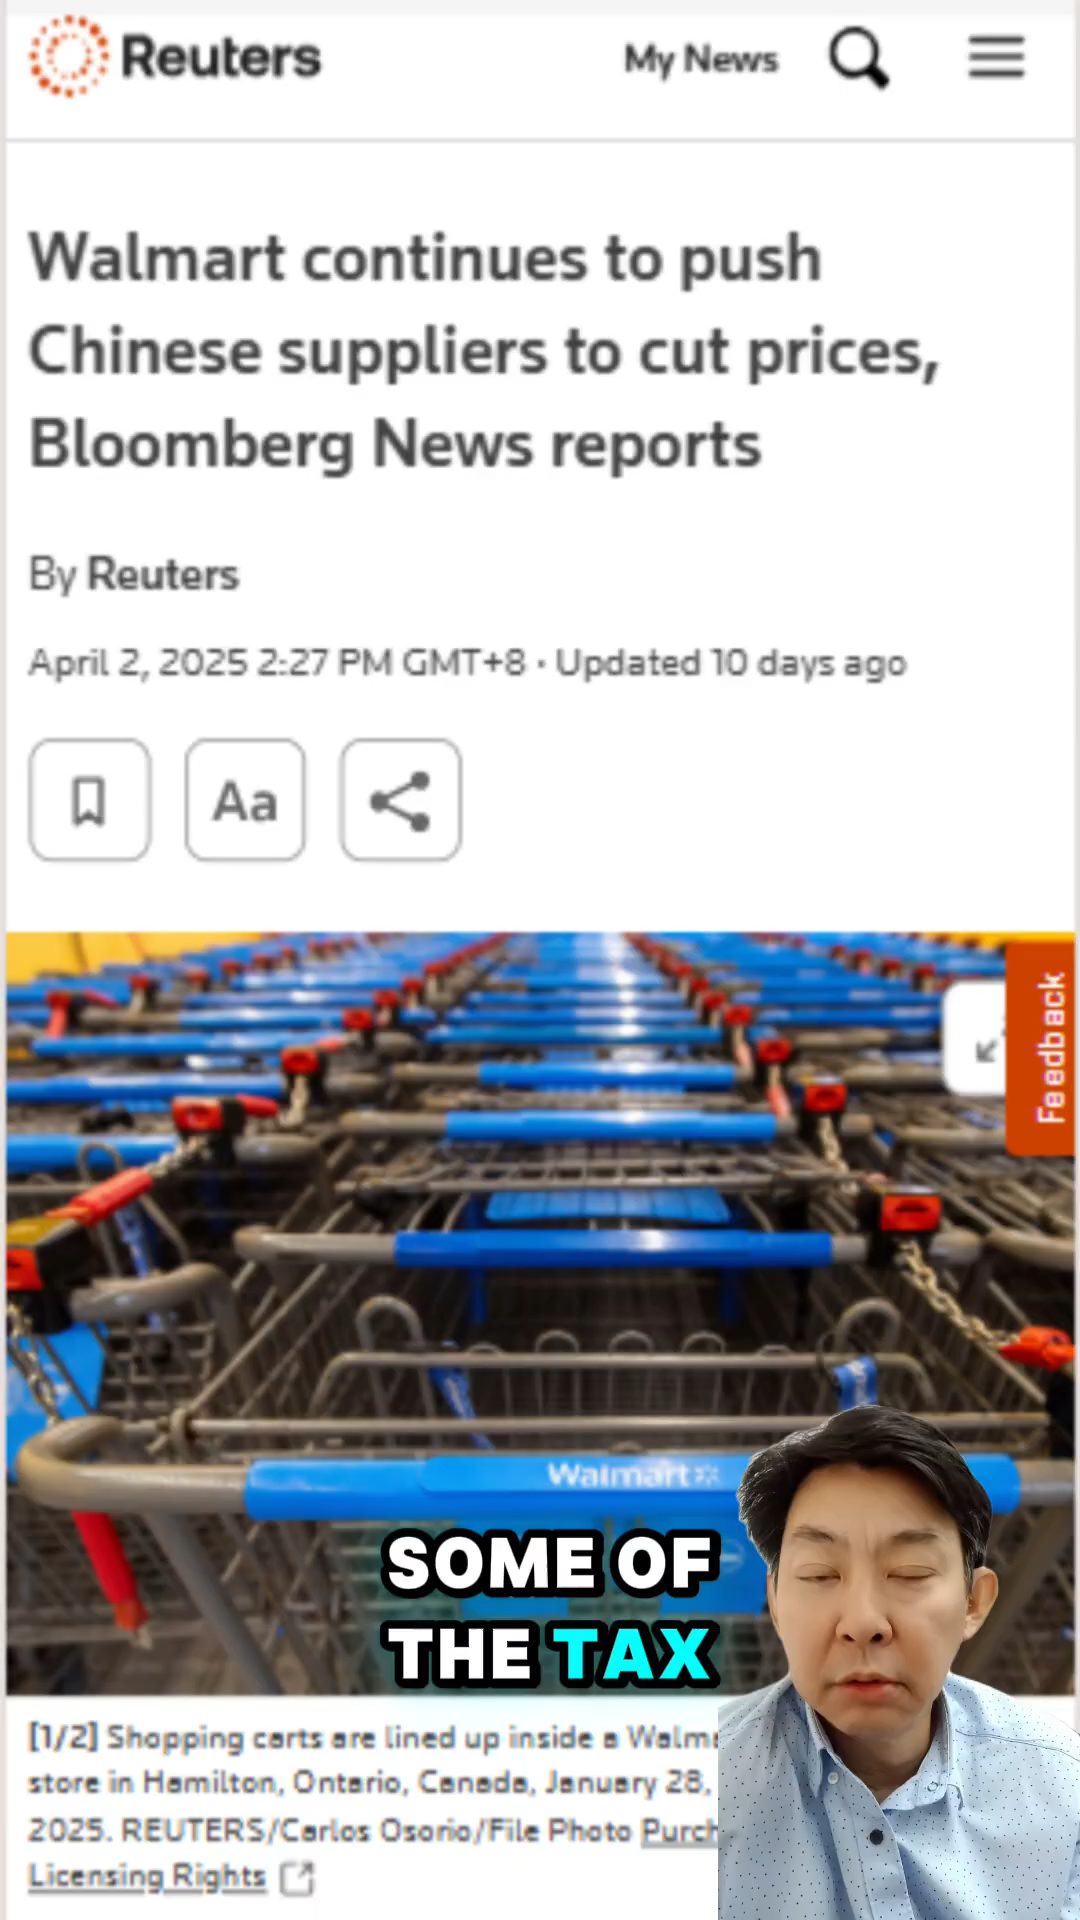 Reuters
My News
Walmart continues to push
Chinese suppliers to cut prices,
Bloomberg News reports
By Reuters
April 2, 2025 2:27 PM GMT+8 · Updated 10 days ago
Aa
Feedback
Walmart
SOME OF
THE TAX
[1/2] Shopping carts are lined up inside a Walm
store in Hamilton, Ontario, Canada, January 28,
2025. REUTERS/Carlos Osorio/File Photo Purch
Licensing Rights